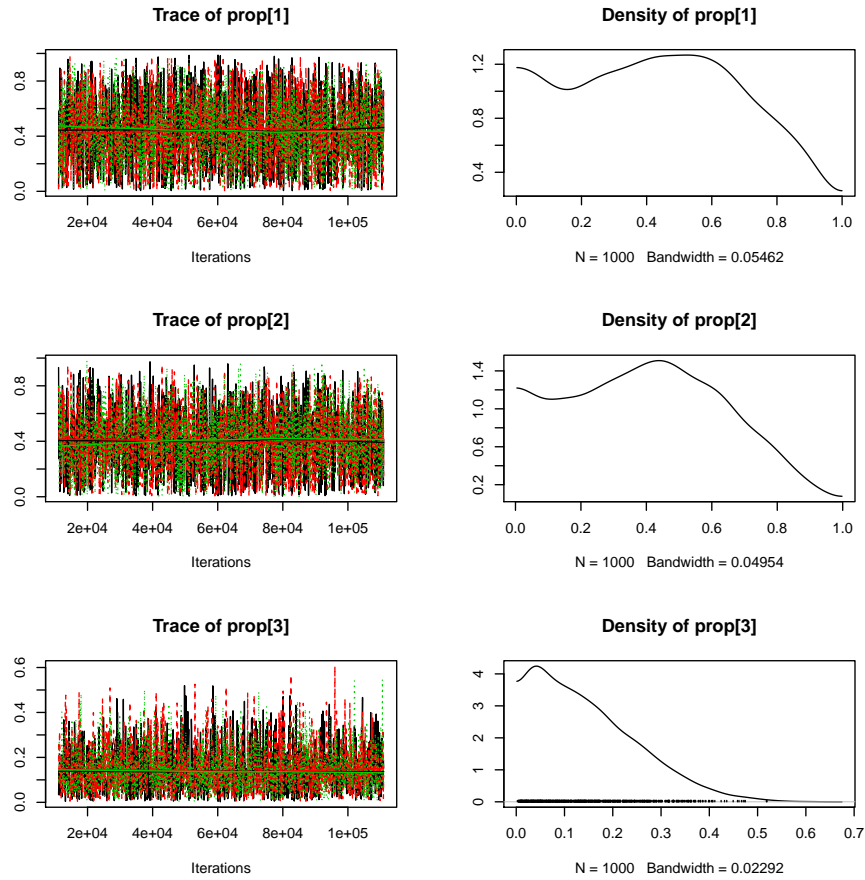 Trace of prop[1]
0.0 0.4 0.8
2e+04 4e+04 6e+04 8e+04 1e+05
Iterations
Density of prop[1]
0.4 0.8 1.2
0.0 0.2 0.4 0.6 0.8 1.0
N = 1000 Bandwidth = 0.05462
Trace of prop[2]
0.0 0.4 0.8
2e+04 4e+04 6e+04 8e+04 1e+05
Iterations
Density of prop[2]
0.2 0.6 1.0 1.4
0.0 0.2 0.4 0.6 0.8 1.0
N = 1000 Bandwidth = 0.04954
Trace of prop[3]
0.0 0.2 0.4 0.6
2e+04 4e+04 6e+04 8e+04 1e+05
Iterations
Density of prop[3]
0 1 2 3 4
0.0 0.1 0.2 0.3 0.4 0.5 0.6 0.7
N = 1000 Bandwidth = 0.02292